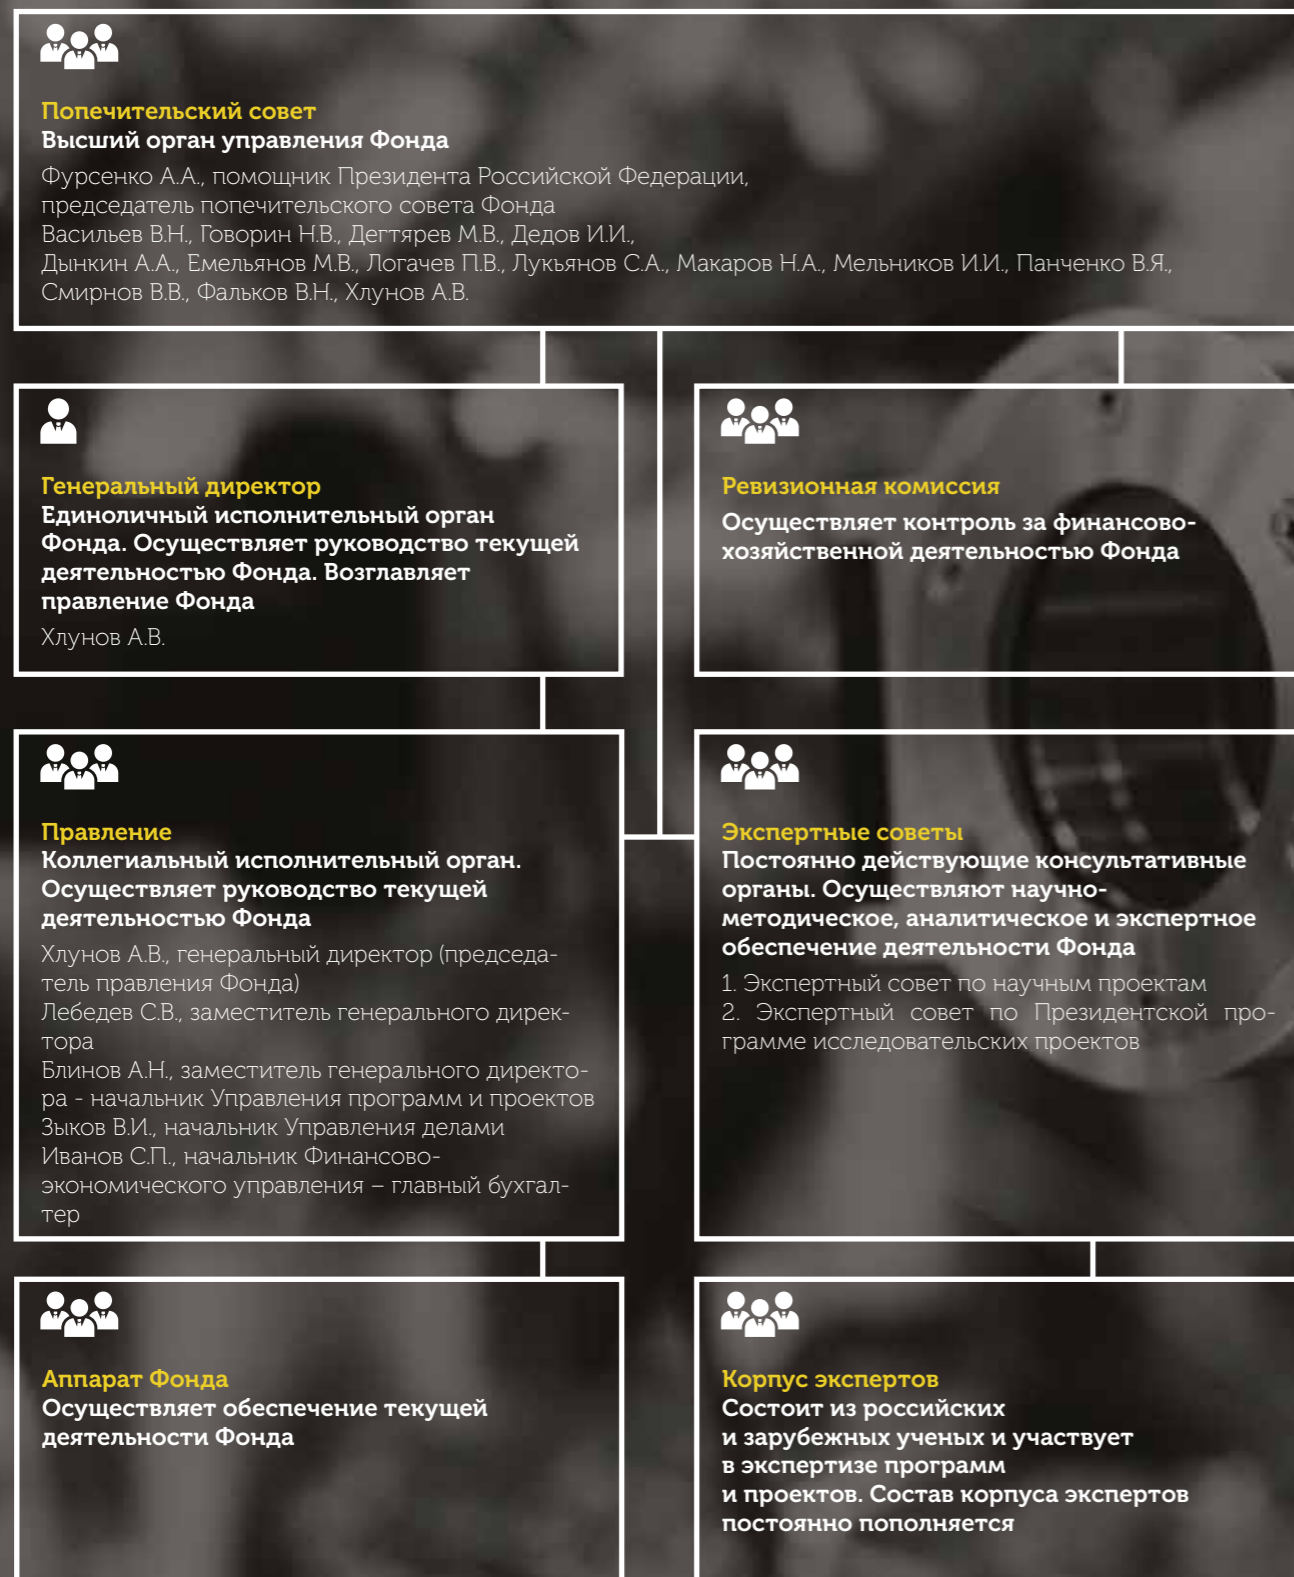 Попечительский совет
Высший орган управления Фонда
Фурсенко А.А., помощник Президента Российской Федерации,
председатель попечительского совета Фонда
Васильев В.Н., Говорин Н.В., Дегтярев М.В., Дедов И.И.,
Дынкин А.А., Емельянов М.В., Логачев П.В., Лукьянов С.А., Макаров Н.А., Мельников И.И., Панченко В.Я.,
Смирнов В.В., Фальков В.Н., Хлунов А.В.
Генеральный директор
Единоличный исполнительный орган
Фонда. Осуществляет руководство текущей
деятельностью Фонда. Возглавляет
правление Фонда
Хлунов А.В.
Ревизионная комиссия
Осуществляет контроль за финансово-
хозяйственной деятельностью Фонда
Правление
Коллегиальный исполнительный орган.
Осуществляет руководство текущей
деятельностью Фонда
Хлунов А.В., генеральный директор (председа-
тель правления Фонда)
Лебедев С.В., заместитель генерального дирек-
тора
Блинов А.Н., заместитель генерального директо-
ра - начальник Управления программ и проектов
Зыков В.И., начальник Управления делами
Иванов С.П., начальник Финансово-
экономического управления – главный бухгал-
тер
Экспертные советы
Постоянно действующие консультативные
органы. Осуществляют научно-
методическое, аналитическое и экспертное
обеспечение деятельности Фонда
1. Экспертный совет по научным проектам
2. Экспертный совет по Президентской про-
грамме исследовательских проектов
Аппарат Фонда
Осуществляет обеспечение текущей
деятельности Фонда
Корпус экспертов
Состоит из российских
и зарубежных ученых и участвует
в экспертизе программ
и проектов. Состав корпуса экспертов
постоянно пополняется